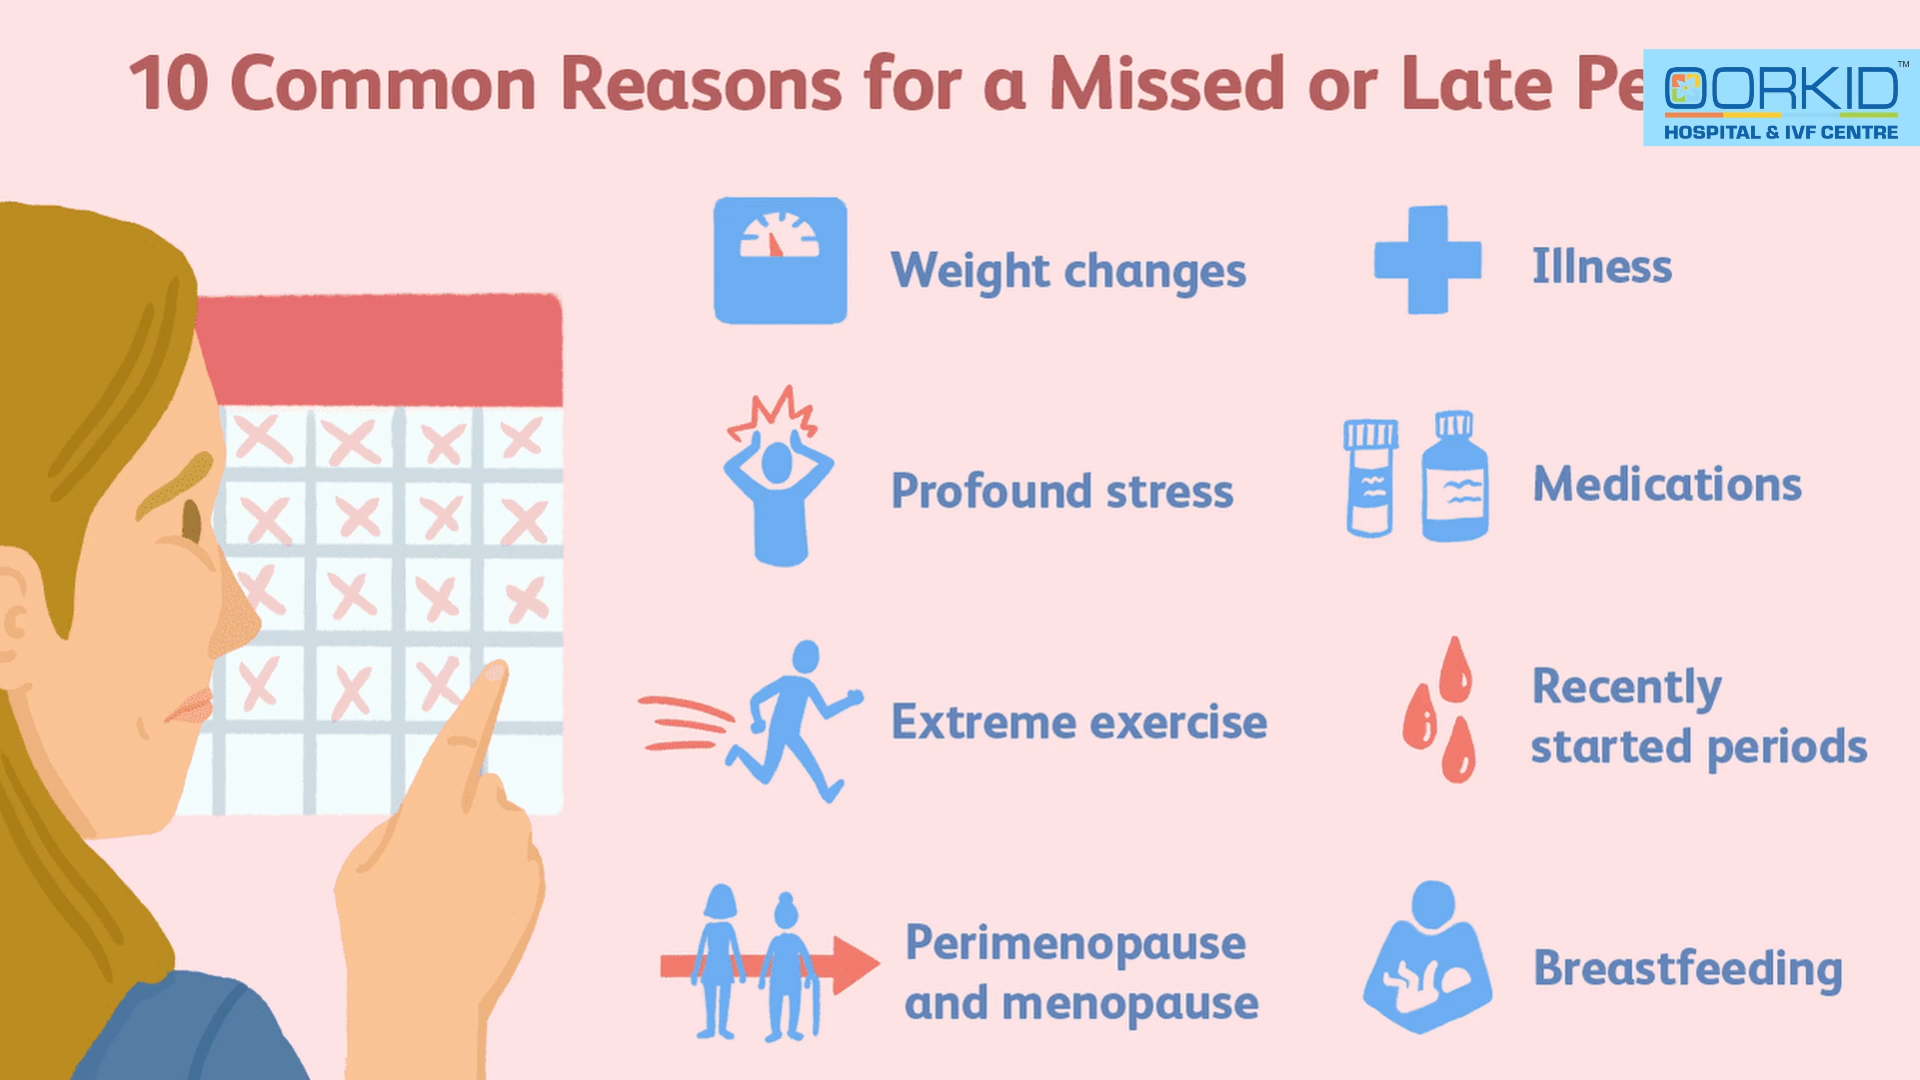 10 Common Reasons for a Missed or Late Pe
OORKID™
HOSPITAL & IVF CENTRE
Weight changes
Illness
Profound stress
Medications
Extreme exercise
Recently
started periods
Perimenopause
and menopause
Breastfeeding